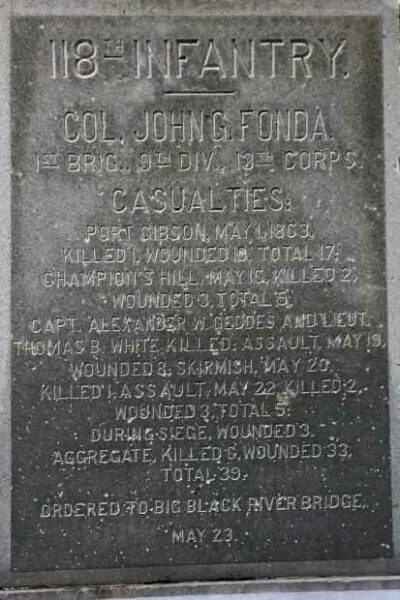 118TH INFANTRY.
COL. JOHN G. FONDA.
1ST BRIG., 9TH DIV., 13TH CORPS.
CASUALTIES:
PORT GIBSON, MAY 1, 1863,
KILLED 1, WOUNDED 16, TOTAL 17;
CHAMPION'S HILL, MAY 16, KILLED 2,
WOUNDED 3, TOTAL 5,
CAPT. ALEXANDER W. GEDDES AND LIEUT.
THOMAS B. WHITE KILLED; ASSAULT, MAY 19,
WOUNDED 8, SKIRMISH, MAY 20,
KILLED 1, ASSAULT, MAY 22, KILLED 2,
WOUNDED 3, TOTAL 5;
DURING SIEGE, WOUNDED 3,
AGGREGATE, KILLED 6, WOUNDED 33,
TOTAL 39.
ORDERED TO BIG BLACK RIVER BRIDGE,
MAY 23.